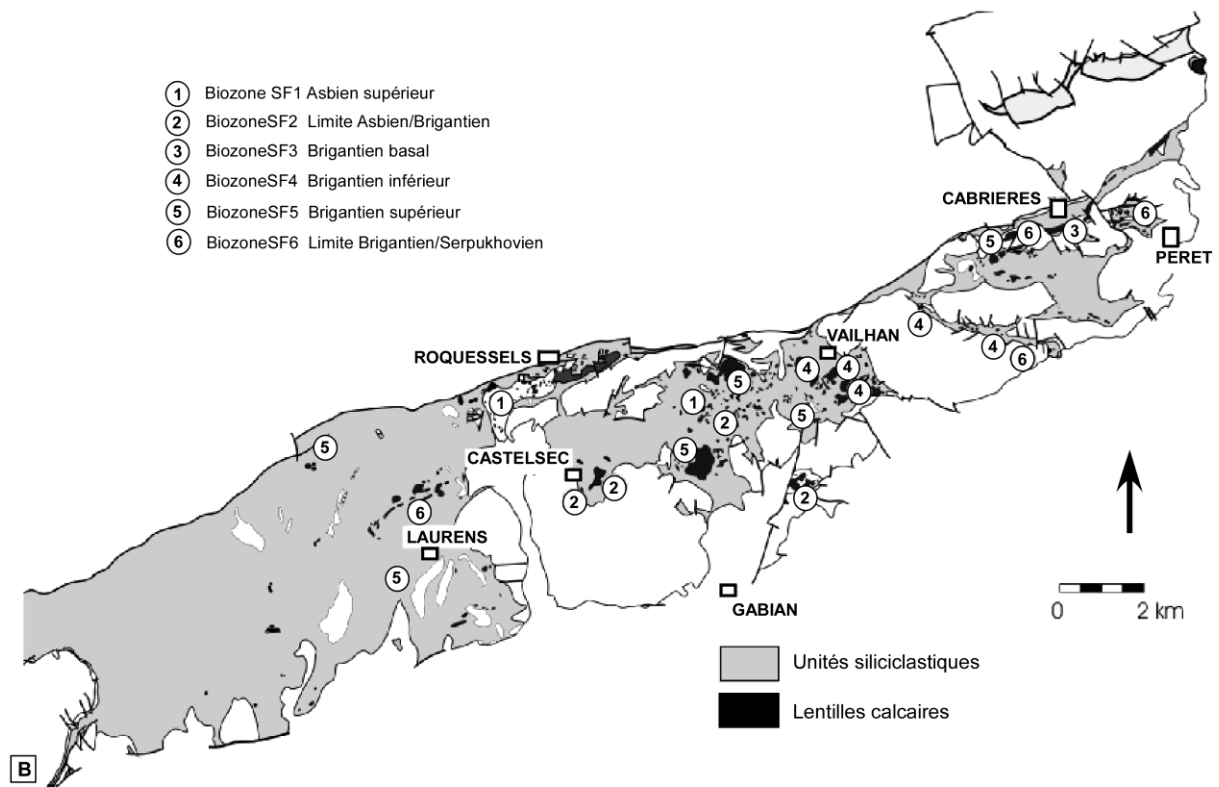 1 Biozone SF1 Asbien supérieur
2 BiozoneSF2 Limite Asbien/Brigantien
3 BiozoneSF3 Brigantien basal
4 BiozoneSF4 Brigantien inférieur
5 BiozoneSF5 Brigantien supérieur
6 BiozoneSF6 Limite Brigantien/Serpukhovien
CABRIERES
6
5 6 3
PERET
4
VAILHAN
4
6
ROQUESSELS
4 4
5
4
1
1
5
2
5
CASTELSEC
5
2 2
2
6
LAURENS
5
GABIAN
0 2 km
Unités siliciclastiques
Lentilles calcaires
B